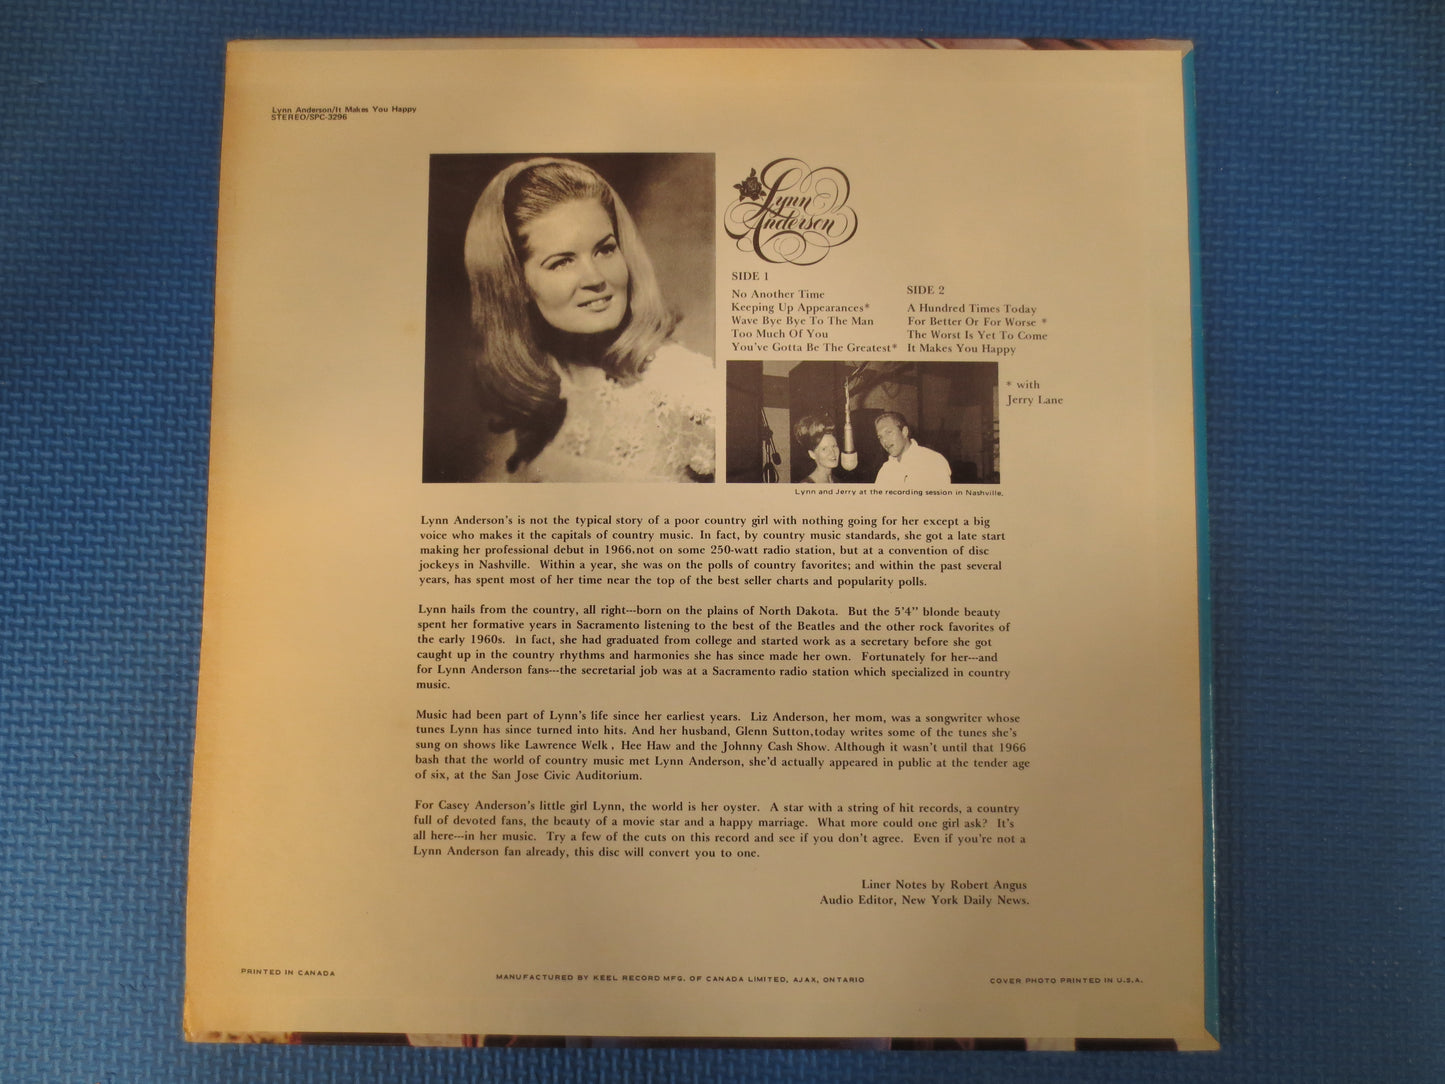 Lynn Anderson/It Makes You Happy
STEREO/SPC-3296
Lynn
Anderson
SIDE 1
No Another Time
Keeping Up Appearances*
Wave Bye Bye To The Man
Too Much Of You
You've Gotta Be The Greatest*
SIDE 2
A Hundred Times Today
For Better Or For Worse *
The Worst Is Yet To Come
It Makes You Happy
* with
Jerry Lane
Lynn and Jerry at the recording session in Nashville.
Lynn Anderson's is not the typical story of a poor country girl with nothing going for her except a big
voice who makes it the capitals of country music. In fact, by country music standards, she got a late start
making her professional debut in 1966,not on some 250-watt radio station, but at a convention of disc
jockeys in Nashville. Within a year, she was on the polls of country favorites; and within the past several
years, has spent most of her time near the top of the best seller charts and popularity polls.
Lynn hails from the country, all right---born on the plains of North Dakota. But the 5'4" blonde beauty
spent her formative years in Sacramento listening to the best of the Beatles and the other rock favorites of
the early 1960s. In fact, she had graduated from college and started work as a secretary before she got
caught up in the country rhythms and harmonies she has since made her own. Fortunately for her---and
for Lynn Anderson fans---the secretarial job was at a Sacramento radio station which specialized in country
music.
Music had been part of Lynn's life since her earliest years. Liz Anderson, her mom, was a songwriter whose
tunes Lynn has since turned into hits. And her husband, Glenn Sutton,today writes some of the tunes she's
sung on shows like Lawrence Welk , Hee Haw and the Johnny Cash Show. Although it wasn't until that 1966
bash that the world of country music met Lynn Anderson, she'd actually appeared in public at the tender age
of six, at the San Jose Civic Auditorium.
For Casey Anderson's little girl Lynn, the world is her oyster. A star with a string of hit records, a country
full of devoted fans, the beauty of a movie star and a happy marriage. What more could one girl ask? It's
all here---in her music. Try a few of the cuts on this record and see if you don't agree. Even if you're not a
Lynn Anderson fan already, this disc will convert you to one.
Liner Notes by Robert Angus
Audio Editor, New York Daily News.
PRINTED IN CANADA
MANUFACTURED BY KEEL RECORD MFG. OF CANADA LIMITED, AJAX, ONTARIO
COVER PHOTO PRINTED IN U.S.A.